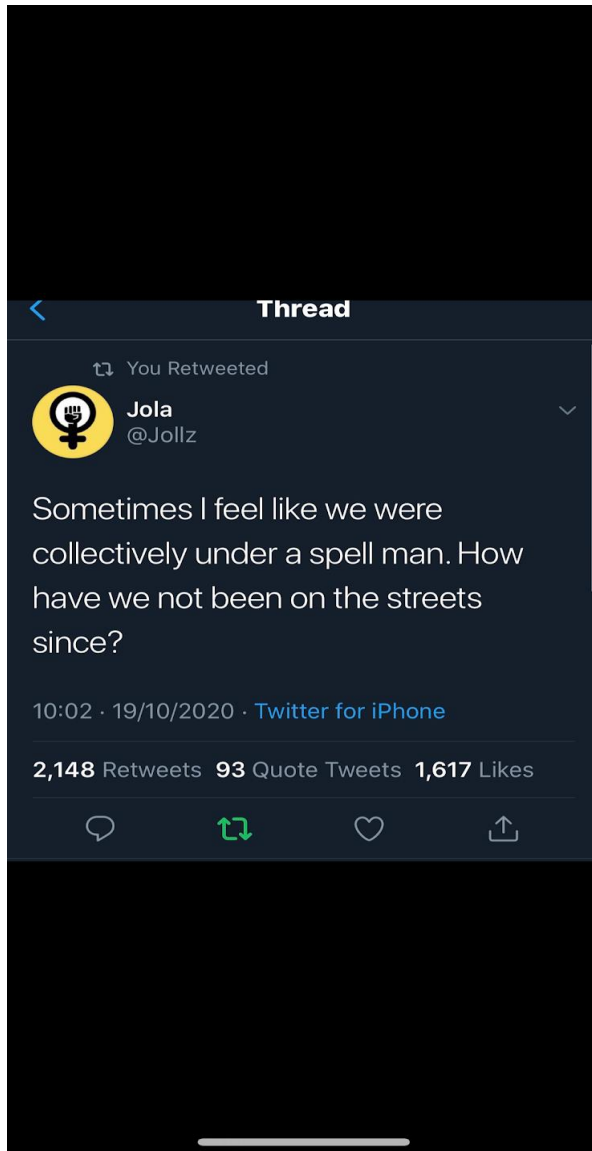 Thread
You Retweeted
Jola
@Jollz
Sometimes I feel like we were
collectively under a spell man. How
have we not been on the streets
since?
10:02 · 19/10/2020 · Twitter for iPhone
2,148 Retweets 93 Quote Tweets 1,617 Likes